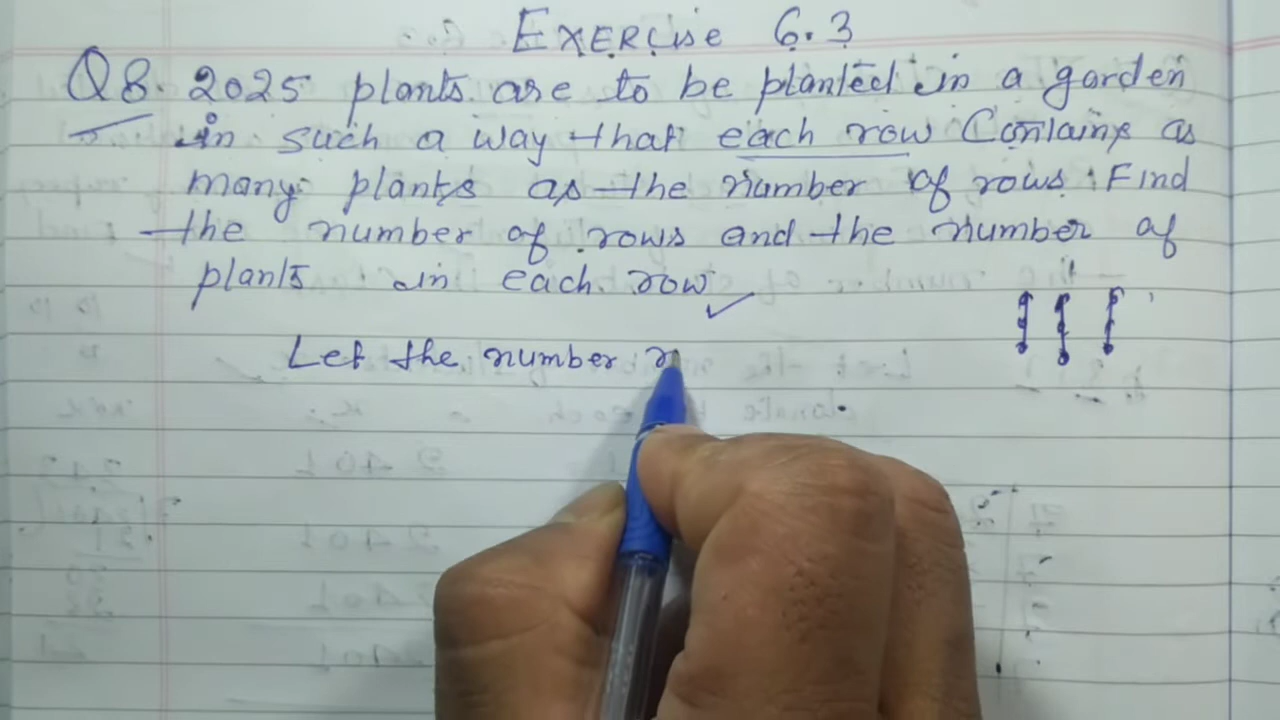 EXERCISE 6.3
Q8. 2025 plants are to be planted in a garden
in such a way that each row Contains as
many plants as the number of rows. Find
the number of rows and the number of
plants in each row
Let the number